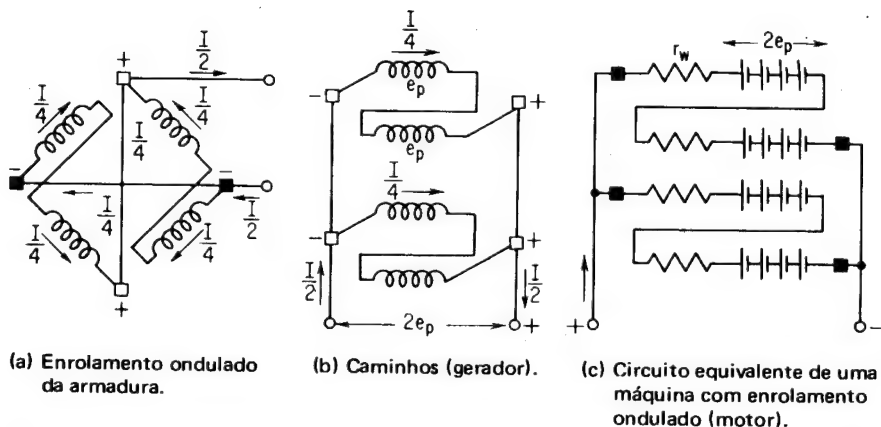 I/2
+
I/4
I/4
I/4
−
−
I/4
I/4
I/4
I/2
+
(a) Enrolamento ondulado
da armadura.
I/4
e_p
−
+
e_p
I/4
−
+
I/2
I/2
2e_p
+
(b) Caminhos (gerador).
r_w
2e_p
+
−
(c) Circuito equivalente de uma
máquina com enrolamento
ondulado (motor).